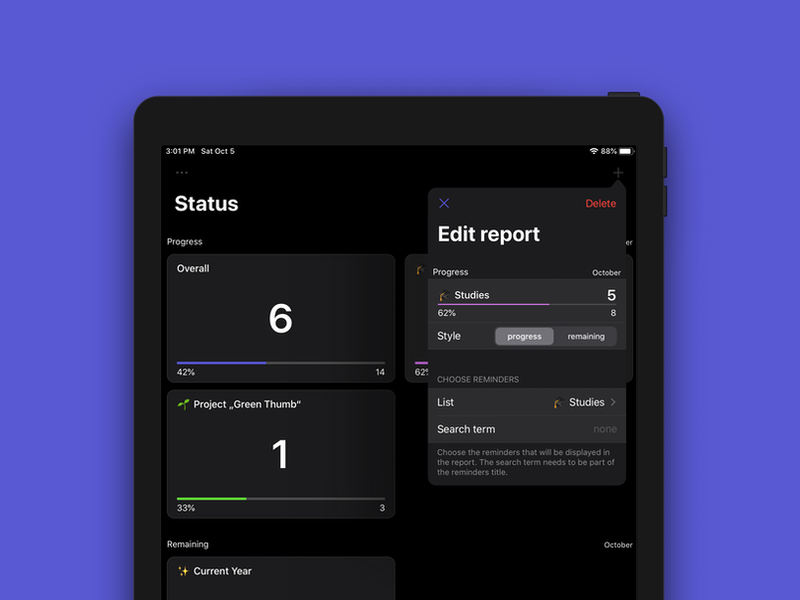 3:01 PM Sat Oct 5
88%
Status
Progress
Overall
6
42% 14
62%
Project „Green Thumb“
1
33% 3
Remaining
October
Current Year
Delete
Edit report
Progress October
Studies 5
62% 8
Style progress remaining
CHOOSE REMINDERS
List Studies
Search term none
Choose the reminders that will be displayed in
the report. The search term needs to be part of
the reminders title.